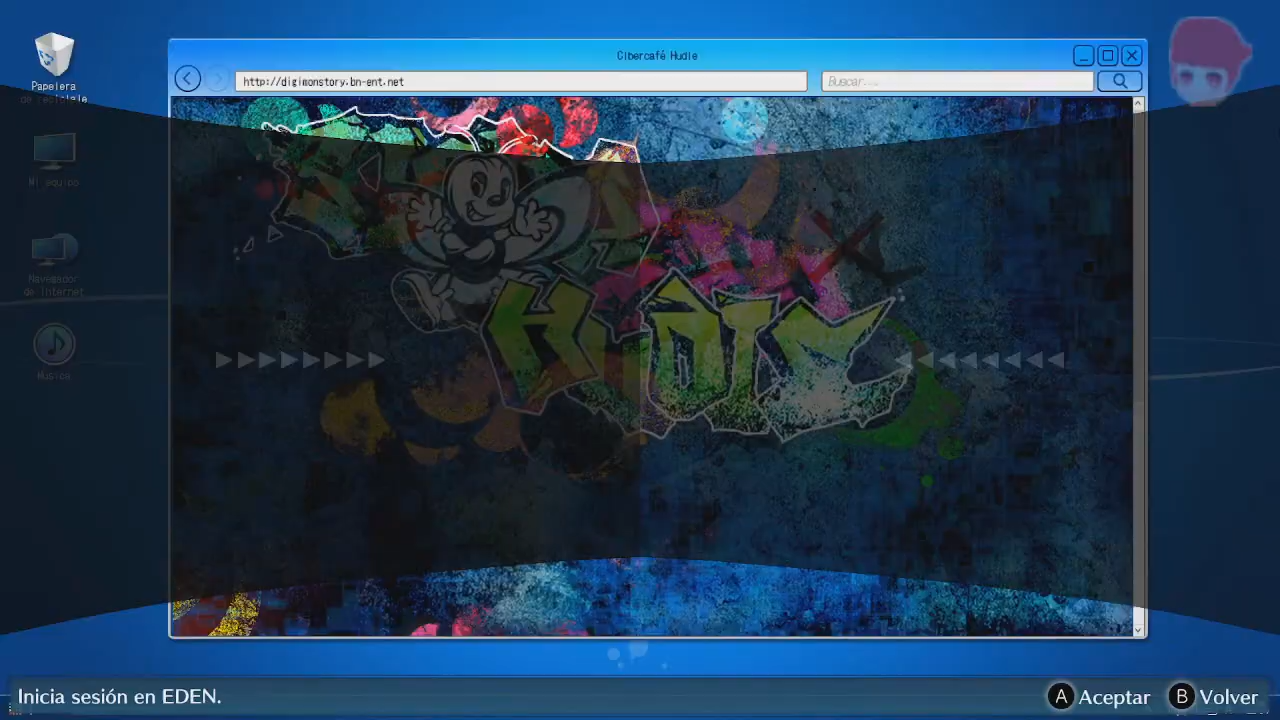 Cibercafé Hudie
http://digimonstory.bn-ent.net
Buscar...
Papelera
de reciclaje
Mi equipo
Navegador
de Internet
Música
HUDIE
Inicia sesión en EDEN.
A Aceptar
B Volver